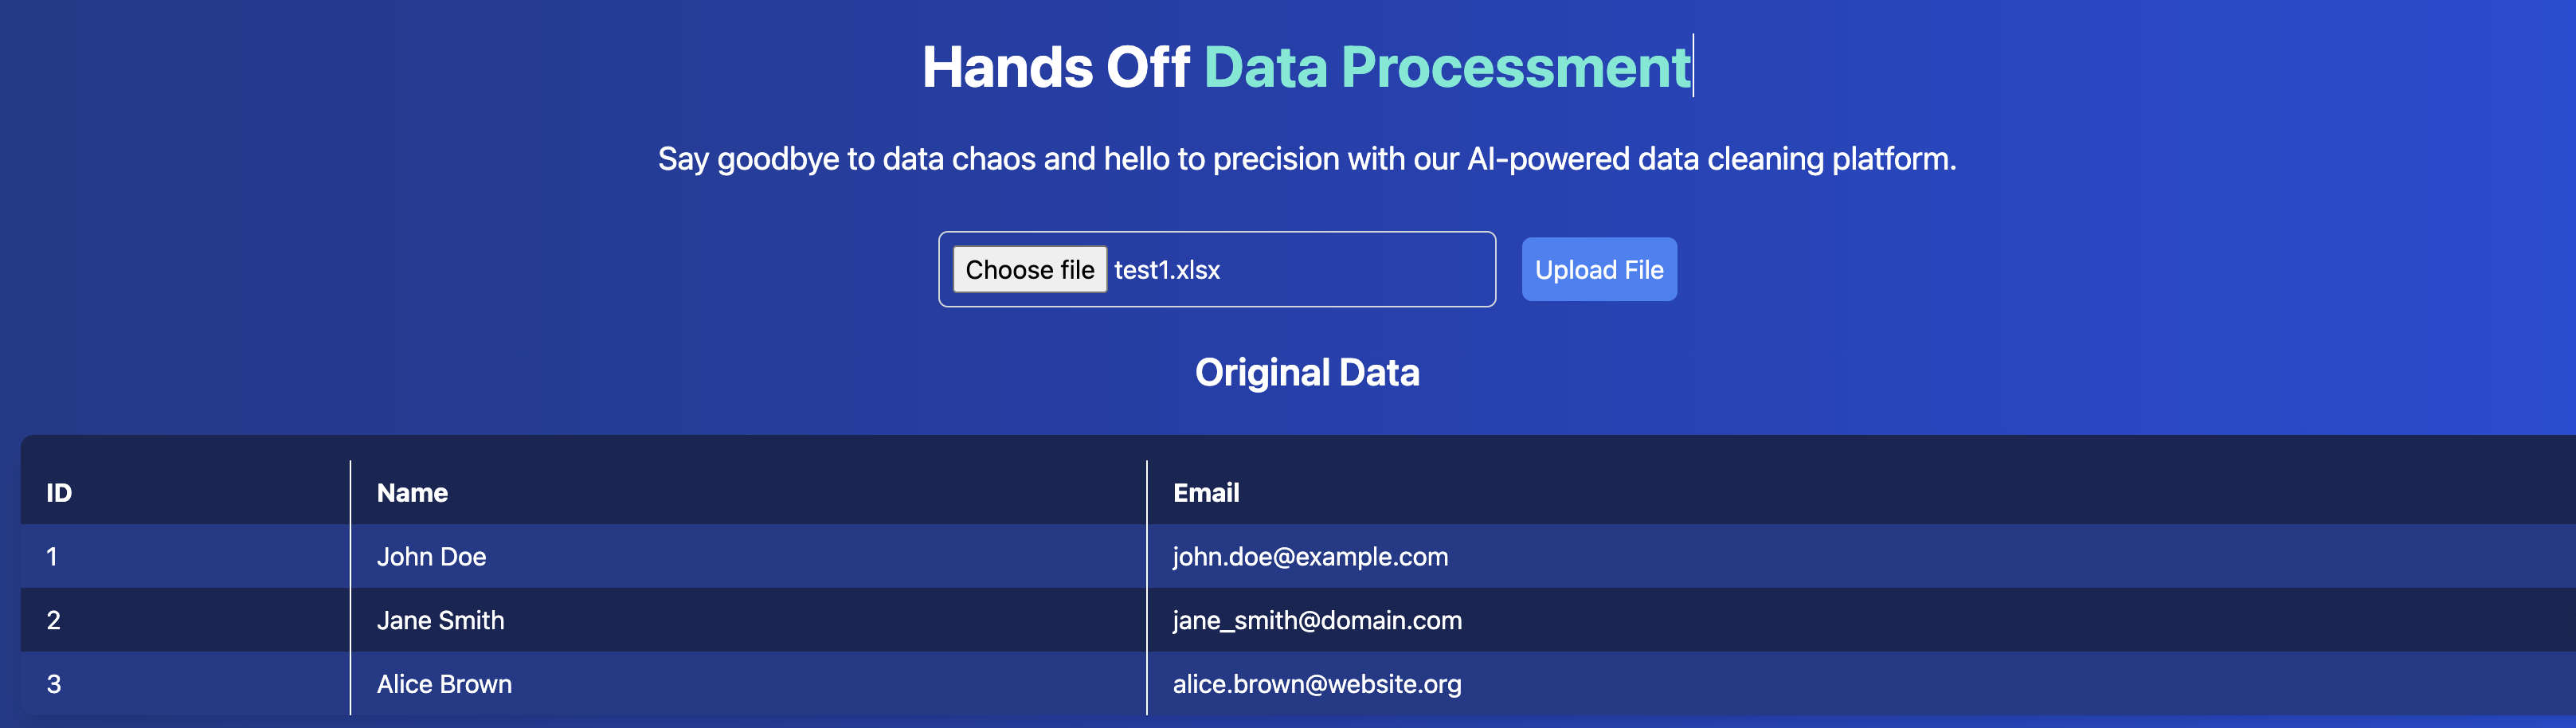 Hands Off Data Processment
Say goodbye to data chaos and hello to precision with our AI-powered data cleaning platform.
Choose file test1.xlsx Upload File
Original Data
ID Name Email
1 John Doe john.doe@example.com
2 Jane Smith jane_smith@domain.com
3 Alice Brown alice.brown@website.org